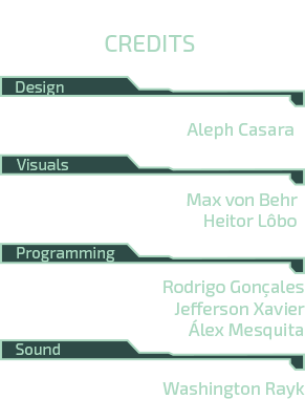 CREDITS
Design
Aleph Casara
Visuals
Max von Behr
Heitor Lôbo
Programming
Rodrigo Gonçales
Jefferson Xavier
Álex Mesquita
Sound
Washington Rayk